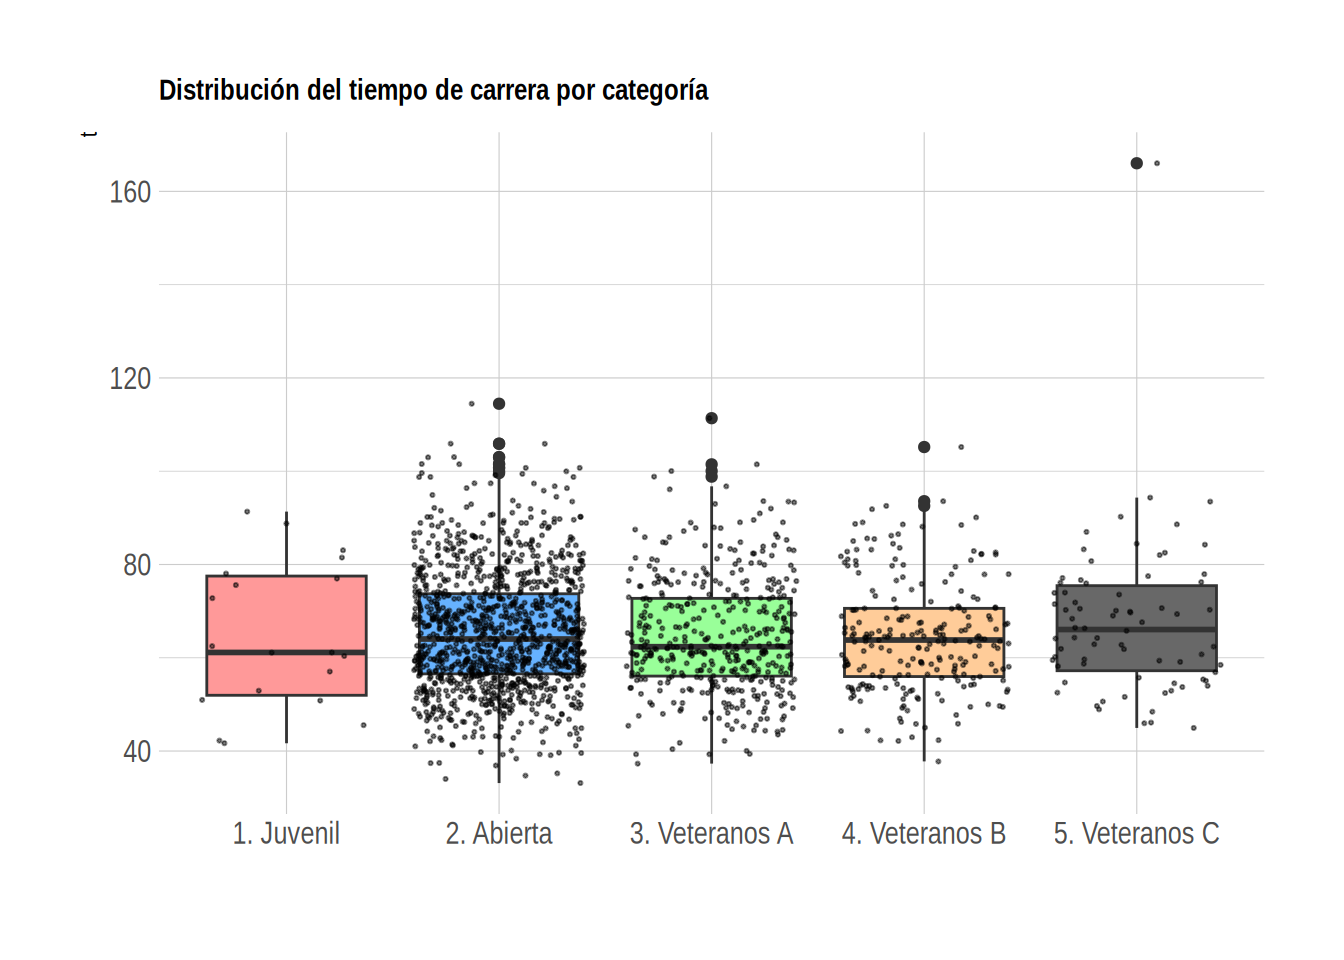 Distribución del tiempo de carrera por categoría
t
160
120
80
40
1. Juvenil
2. Abierta
3. Veteranos A
4. Veteranos B
5. Veteranos C